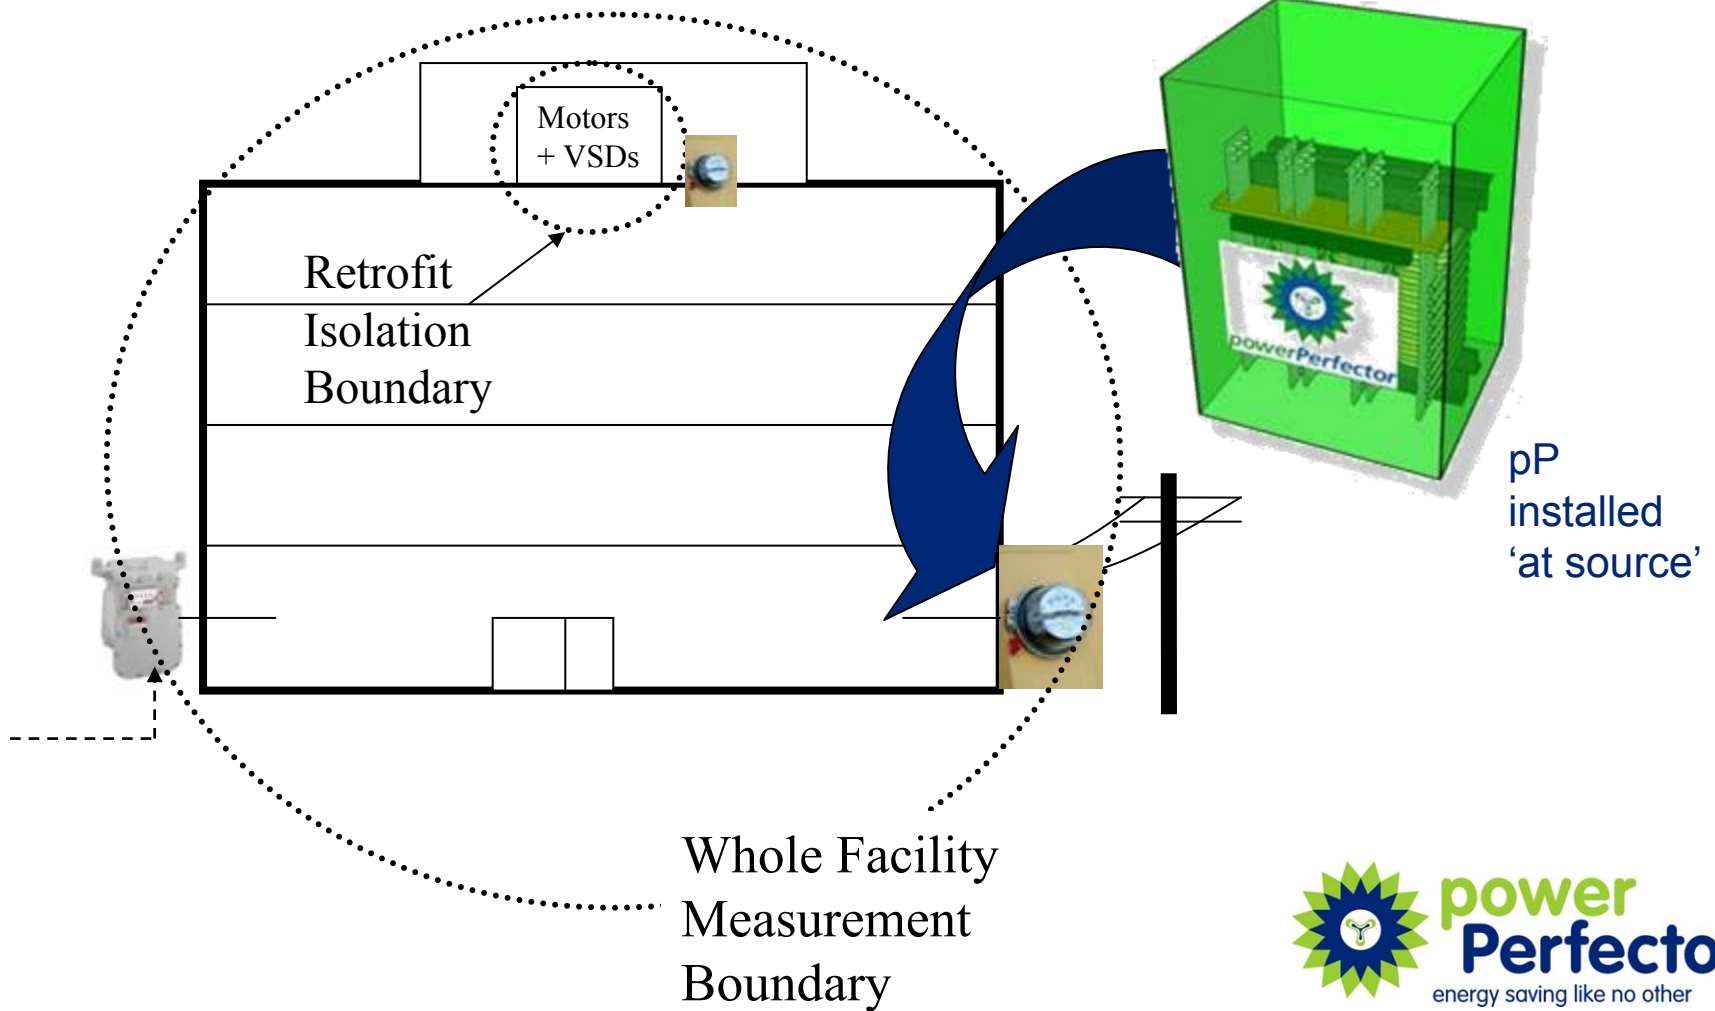 Motors
+ VSDs
Retrofit
Isolation
Boundary
powerPerfector
pP
installed
‘at source’
Whole Facility
Measurement
Boundary
power
Perfecto
energy saving like no other